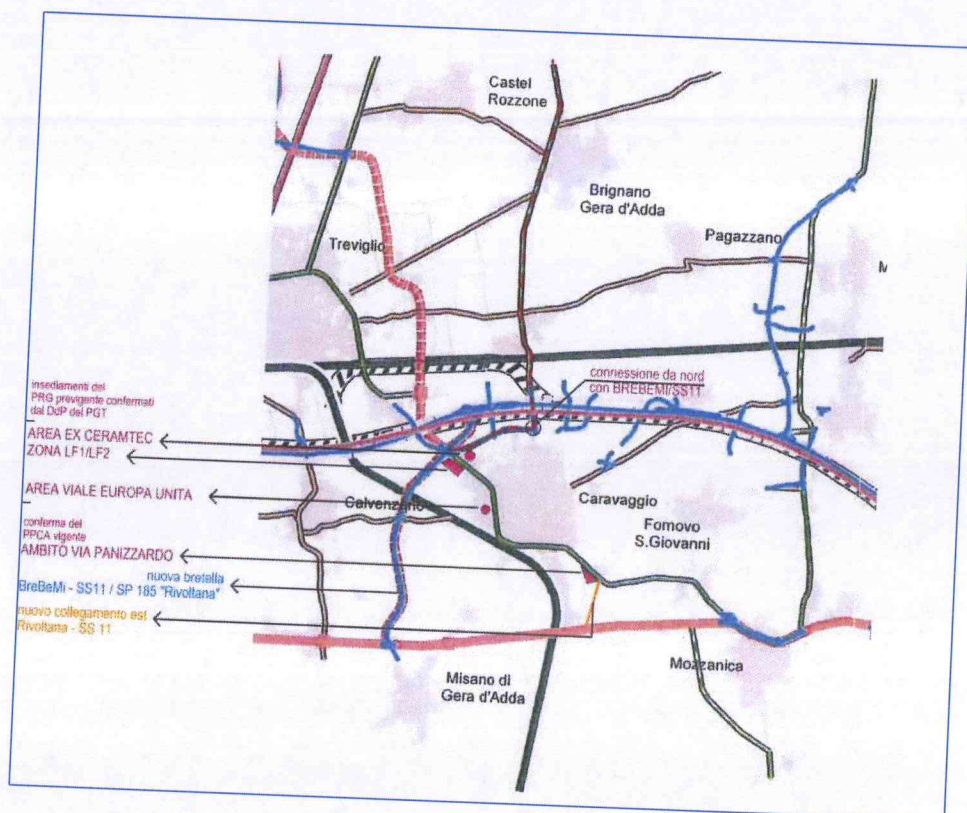 Castel
Rozzone
Brignano
Gera d'Adda
Treviglio
Pagazzano
M
connessione da nord
con BREBEMI/SS11
insediamenti del
PRG previgente confermati
dal DdP del PGT
AREA EX CERAMTEC
ZONA LF1/LF2
AREA VIALE EUROPA UNITA
Calvenzano
Caravaggio
Fornovo
S.Giovanni
conferma del
PPCA vigente
AMBITO VIA PANIZZARDO
nuova bretella
BreBeMi - SS11 / SP 185 "Rivoltana"
nuovo collegamento est
Rivoltana - SS 11
Misano di
Gera d'Adda
Mozzanica